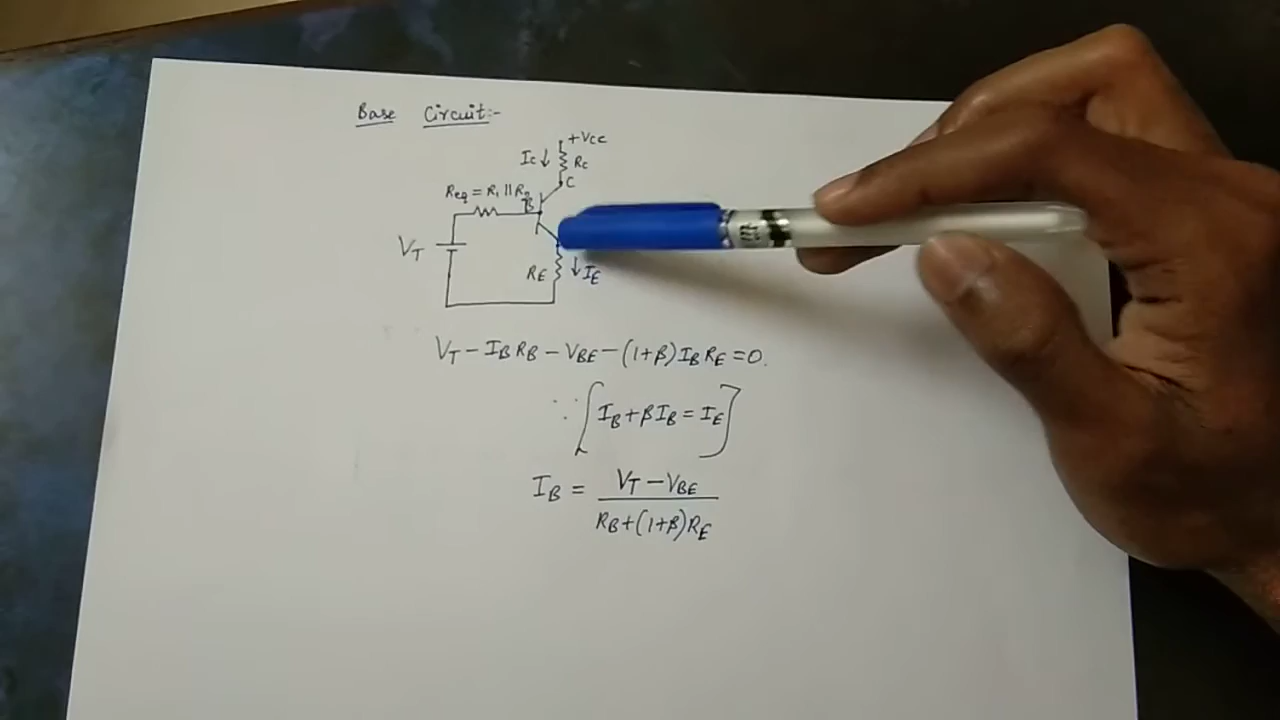 Base Circuit:-
+Vcc
Ic↓ Rc
C
Req = R1 || R2
B
VT
RE ↓ IE
VT - IB RB - VBE - (1+β) IB RE = 0.
∵ [IB + βIB = IE]
IB = VT - VBE
RB + (1+β) RE